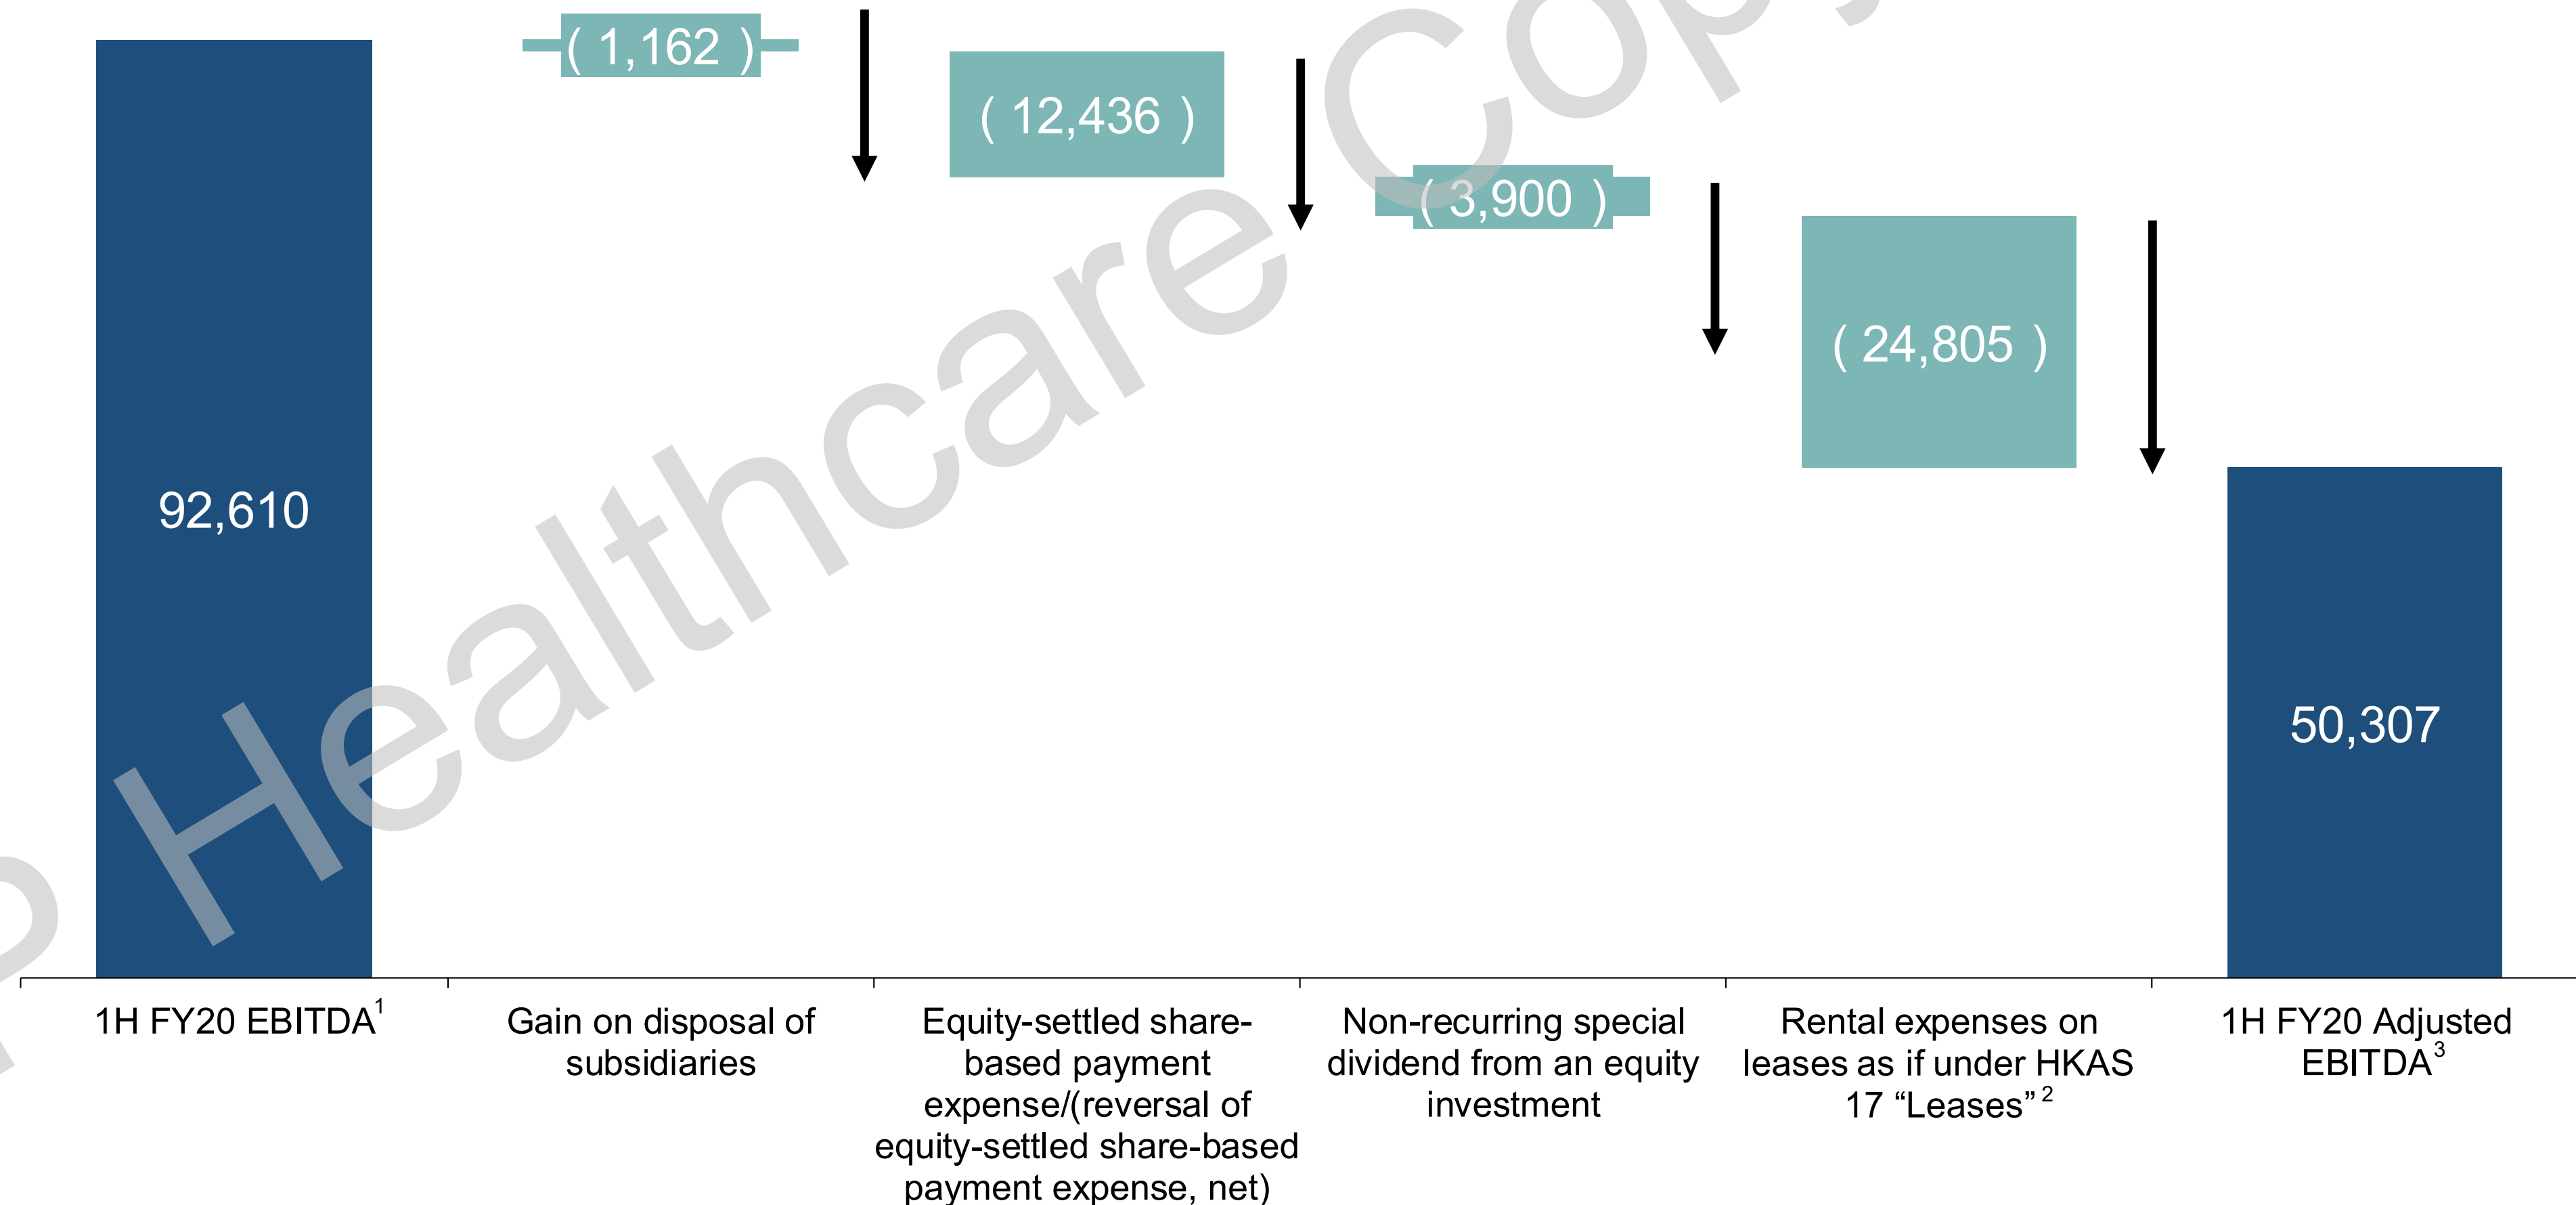 ( 1,162 )
( 12,436 )
( 3,900 )
( 24,805 )
92,610
50,307
1H FY20 EBITDA1
Gain on disposal of
subsidiaries
Equity-settled share-
based payment
expense/(reversal of
equity-settled share-based
payment expense, net)
Non-recurring special
dividend from an equity
investment
Rental expenses on
leases as if under HKAS
17 “Leases” 2
1H FY20 Adjusted
EBITDA3
Healthcare